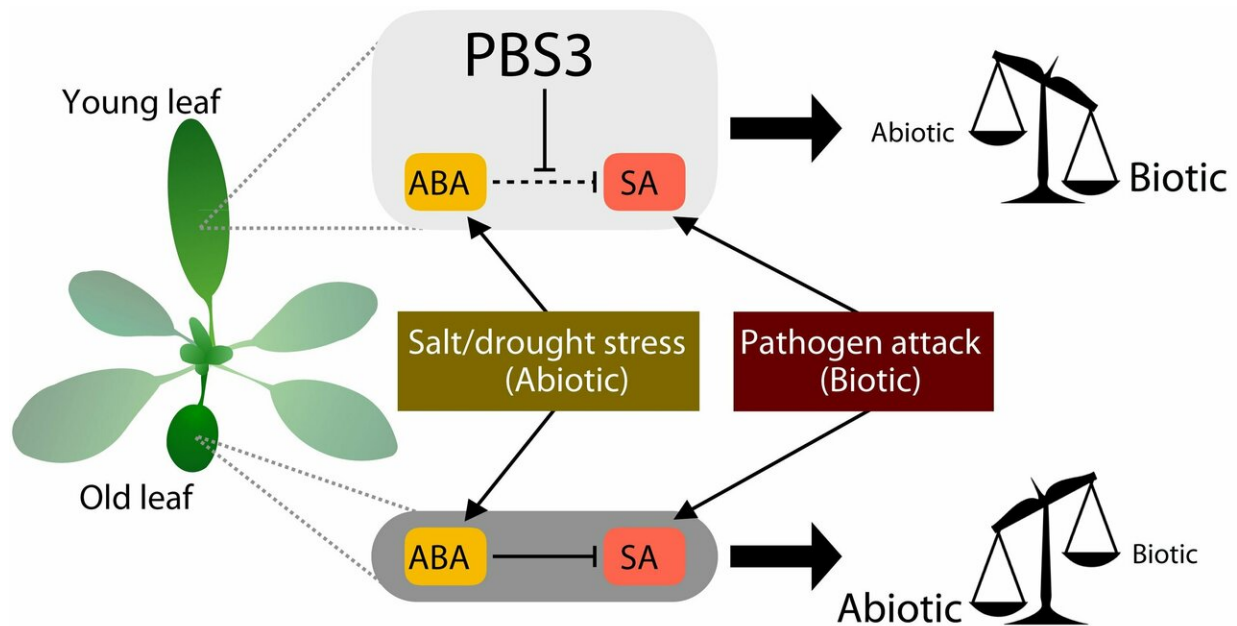 PBS3
Young leaf
ABA
SA
Abiotic
Biotic
Salt/drought stress
(Abiotic)
Pathogen attack
(Biotic)
Old leaf
ABA
SA
Biotic
Abiotic